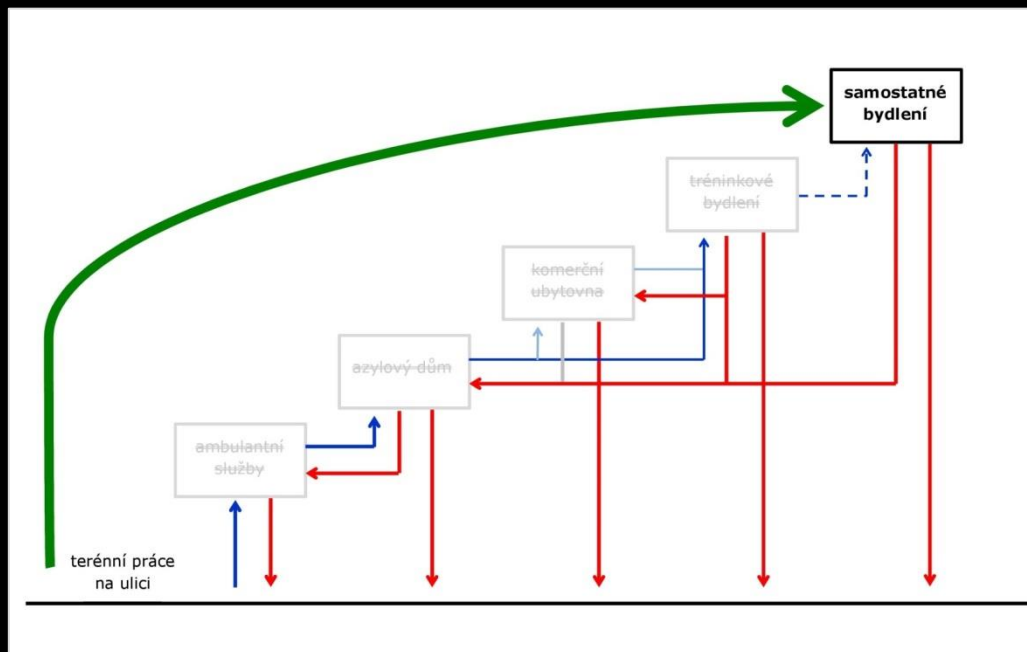 samostatné
bydlení
tréninkové
bydlení
komerční
ubytovna
azylový dům
ambulantní
služby
terénní práce
na ulici